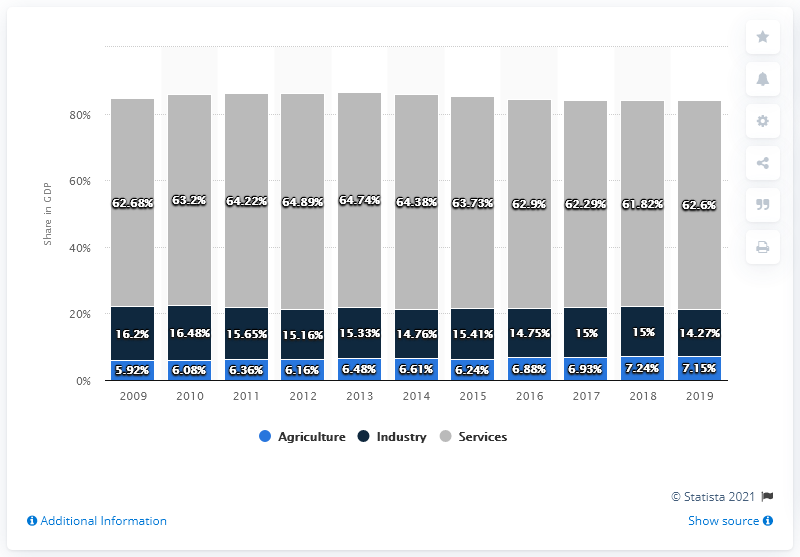 80%
60%
40%
20%
0%
Share in GDP
62.68% 63.2% 64.22% 64.89% 64.74% 64.38% 63.73% 62.9% 62.29% 61.82% 62.6%
16.2% 16.48% 15.65% 15.16% 15.33% 14.76% 15.41% 14.75% 15% 15% 14.27%
5.92% 6.08% 6.36% 6.16% 6.48% 6.61% 6.24% 6.88% 6.93% 7.24% 7.15%
2009 2010 2011 2012 2013 2014 2015 2016 2017 2018 2019
Agriculture Industry Services
© Statista 2021
Additional Information Show source